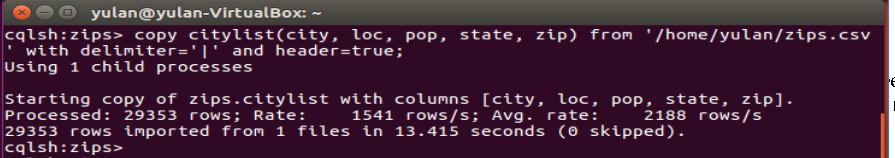 yulan@yulan-VirtualBox: ~
cqlsh:zips> copy citylist(city, loc, pop, state, zip) from '/home/yulan/zips.csv
' with delimiter='|' and header=true;
Using 1 child processes
Starting copy of zips.citylist with columns [city, loc, pop, state, zip].
Processed: 29353 rows; Rate:    1541 rows/s; Avg. rate:    2188 rows/s
29353 rows imported from 1 files in 13.415 seconds (0 skipped).
cqlsh:zips>